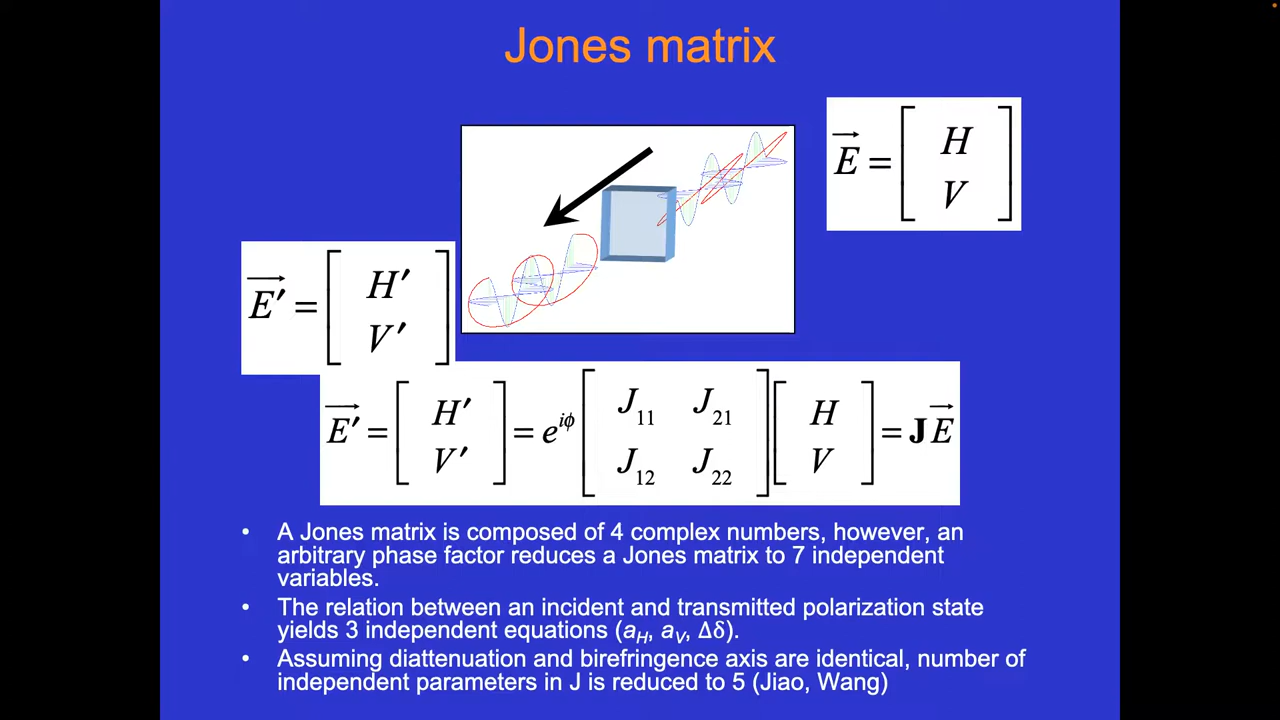 Jones matrix
E⃗ = [ H
V ]
E′⃗ = [ H′
V′ ]
E′⃗ = [ H′ V′ ] = e^{iϕ} [ J₁₁ J₂₁ J₁₂ J₂₂ ] [ H V ] = JE⃗
• A Jones matrix is composed of 4 complex numbers, however, an
arbitrary phase factor reduces a Jones matrix to 7 independent
variables.
• The relation between an incident and transmitted polarization state
yields 3 independent equations (a_H, a_V, Δδ).
• Assuming diattenuation and birefringence axis are identical, number of
independent parameters in J is reduced to 5 (Jiao, Wang)